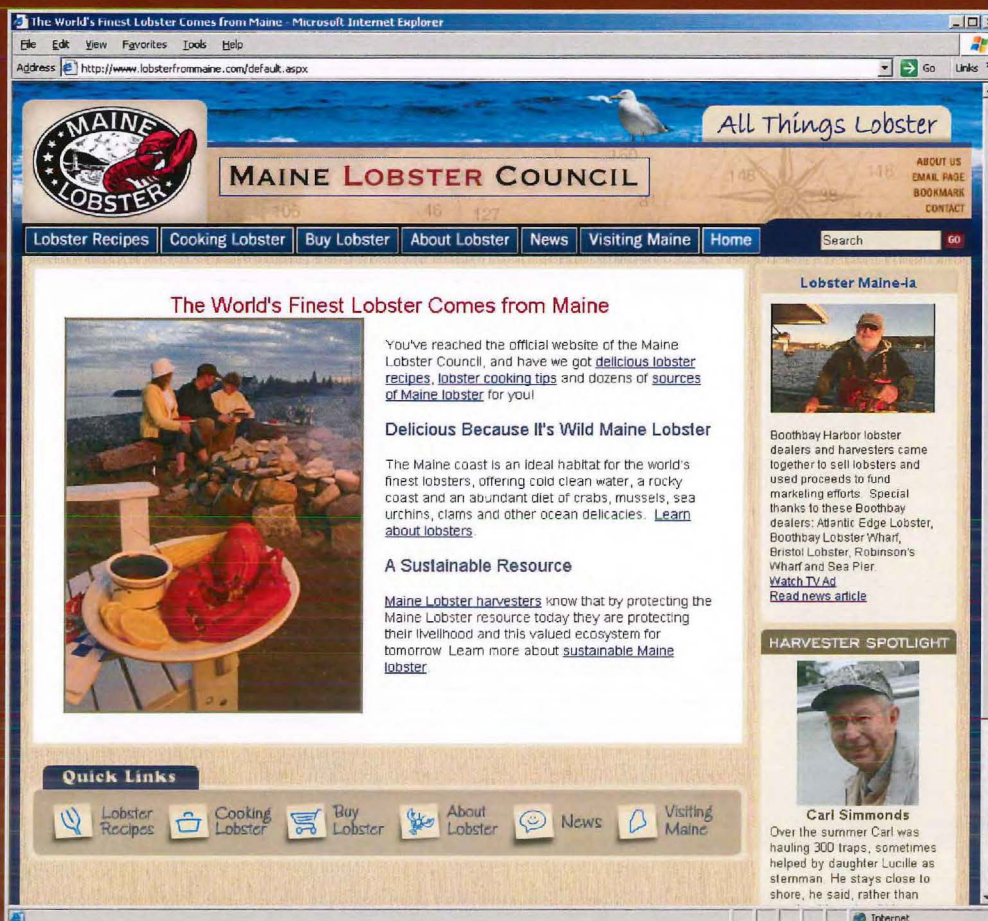 The World's Finest Lobster Comes from Maine - Microsoft Internet Explorer
File Edit View Favorites Tools Help
Address http://www.lobsterfrommaine.com/default.aspx Go Links
MAINE LOBSTER
All Things Lobster
MAINE LOBSTER COUNCIL
ABOUT US
EMAIL PAGE
BOOKMARK
CONTACT
Lobster Recipes Cooking Lobster Buy Lobster About Lobster News Visiting Maine Home Search GO
The World's Finest Lobster Comes from Maine
You've reached the official website of the Maine
Lobster Council, and have we got delicious lobster
recipes, lobster cooking tips and dozens of sources
of Maine lobster for you!
Delicious Because It's Wild Maine Lobster
The Maine coast is an ideal habitat for the world's
finest lobsters, offering cold clean water, a rocky
coast and an abundant diet of crabs, mussels, sea
urchins, clams and other ocean delicacies. Learn
about lobsters.
A Sustainable Resource
Maine Lobster harvesters know that by protecting the
Maine Lobster resource today they are protecting
their livelihood and this valued ecosystem for
tomorrow. Learn more about sustainable Maine
lobster.
Lobster Maine-ia
Boothbay Harbor lobster
dealers and harvesters came
together to sell lobsters and
used proceeds to fund
marketing efforts. Special
thanks to these Boothbay
dealers: Atlantic Edge Lobster,
Boothbay Lobster Wharf,
Bristol Lobster, Robinson's
Wharf and Sea Pier.
Watch TV Ad
Read news article
HARVESTER SPOTLIGHT
Carl Simmonds
Over the summer Carl was
hauling 300 traps, sometimes
helped by daughter Lucille as
sternman. He stays close to
shore, he said, rather than
Quick Links
Lobster Recipes
Cooking Lobster
Buy Lobster
About Lobster
News
Visiting Maine
Internet